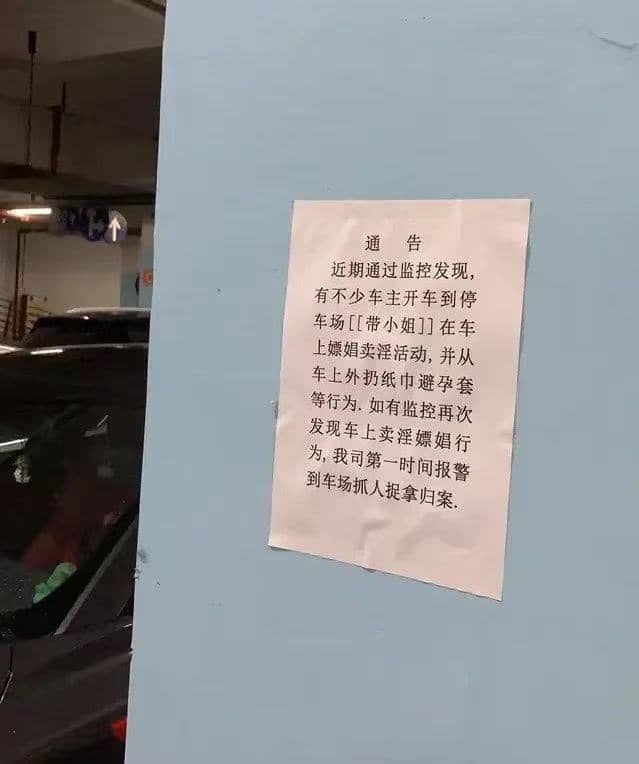 通 告
近期通过监控发现,
有不少车主开车到停
车场[[带小姐]]在车
上嫖娼卖淫活动,并从
车上外扔纸巾避孕套
等行为.如有监控再次
发现车上卖淫嫖娼行
为,我司第一时间报警
到车场抓人捉拿归案.